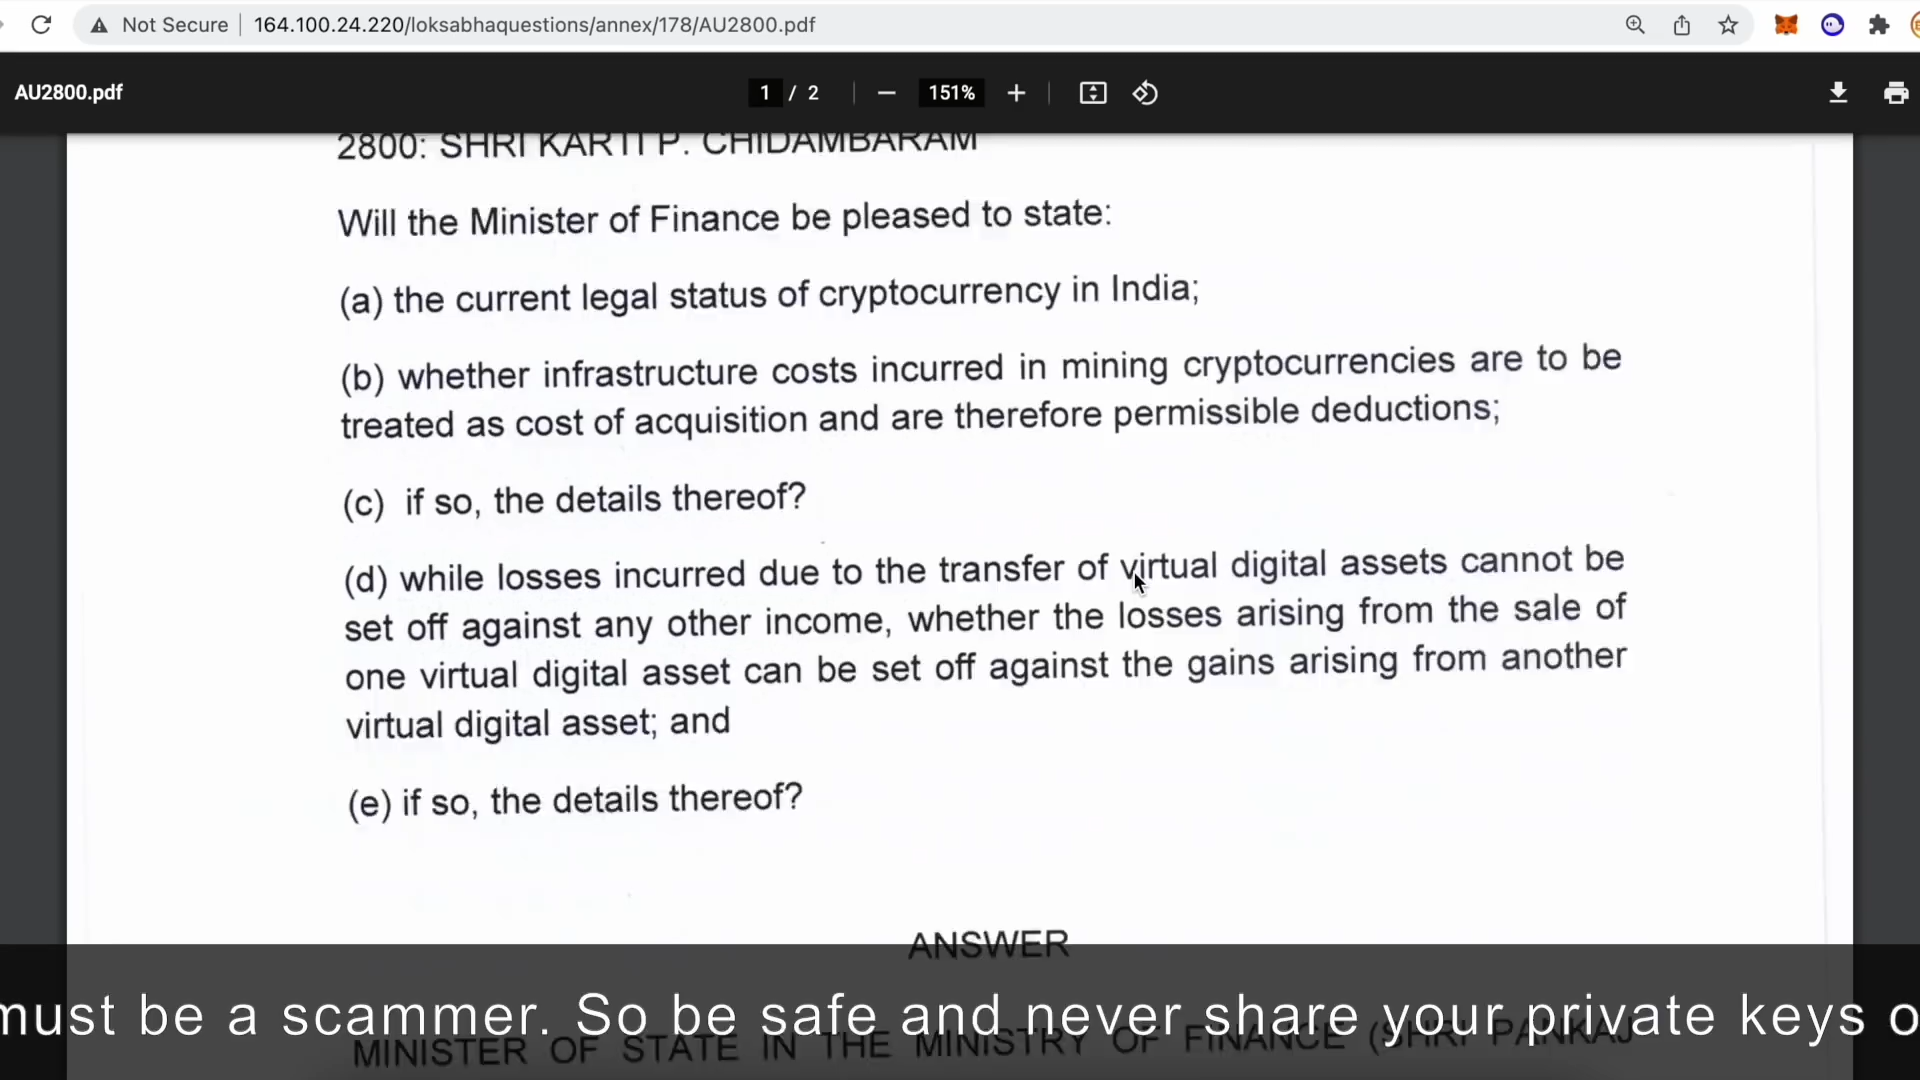 Not Secure | 164.100.24.220/loksabhaquestions/annex/178/AU2800.pdf
AU2800.pdf
1 / 2
151%
2800: SHRI KARTI P. CHIDAMBARAM
Will the Minister of Finance be pleased to state:
(a) the current legal status of cryptocurrency in India;
(b) whether infrastructure costs incurred in mining cryptocurrencies are to be
treated as cost of acquisition and are therefore permissible deductions;
(c) if so, the details thereof?
(d) while losses incurred due to the transfer of virtual digital assets cannot be
set off against any other income, whether the losses arising from the sale of
one virtual digital asset can be set off against the gains arising from another
virtual digital asset; and
(e) if so, the details thereof?
ANSWER
must be a scammer. So be safe and never share your private keys o
MINISTER OF STATE IN THE MINISTRY OF FINANCE (SHRI PANKAJ